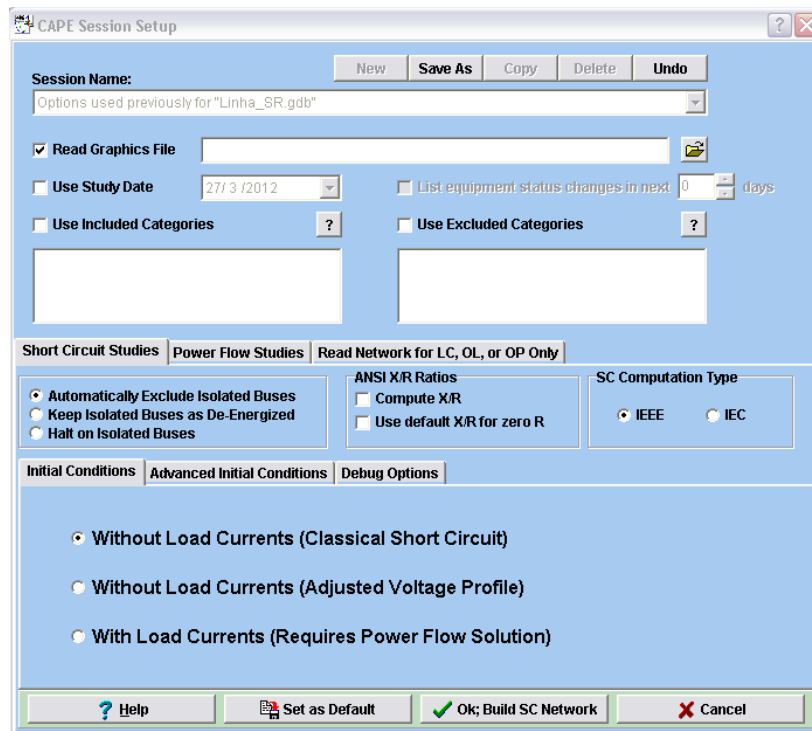 CAPE Session Setup
New Save As Copy Delete Undo
Session Name:
Options used previously for "Linha_SR.gdb"
Read Graphics File
Use Study Date 27/ 3 /2012 List equipment status changes in next 0 days
Use Included Categories ? Use Excluded Categories ?
Short Circuit Studies Power Flow Studies Read Network for LC, OL, or OP Only
ANSI X/R Ratios SC Computation Type
Automatically Exclude Isolated Buses Compute X/R
Keep Isolated Buses as De-Energized Use default X/R for zero R IEEE IEC
Halt on Isolated Buses
Initial Conditions Advanced Initial Conditions Debug Options
Without Load Currents (Classical Short Circuit)
Without Load Currents (Adjusted Voltage Profile)
With Load Currents (Requires Power Flow Solution)
? Help Set as Default Ok; Build SC Network Cancel